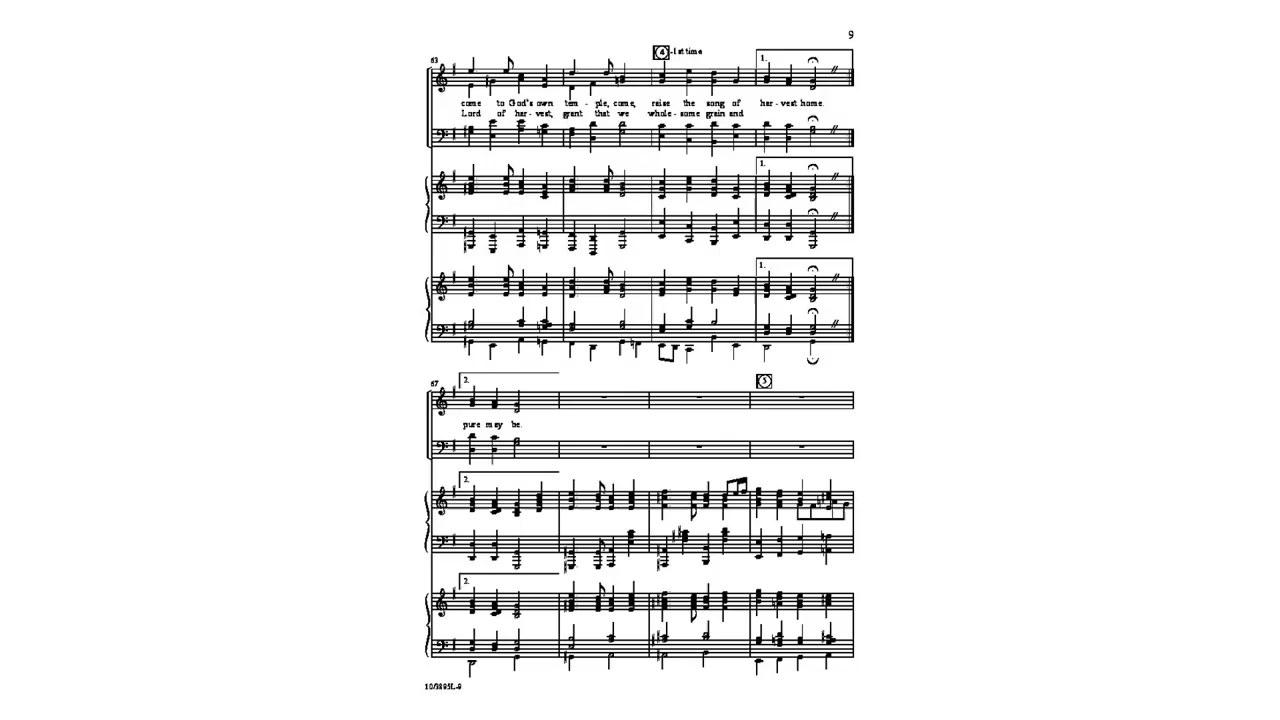 9
4 -1st time
63
1.
come to God's own tem - ple, come, raise the song of har - vest home.
Lord of har - vest, grant that we whole - some grain and
1.
1.
67
2.
5
pure may be.
2.
2.
10/3895L-9